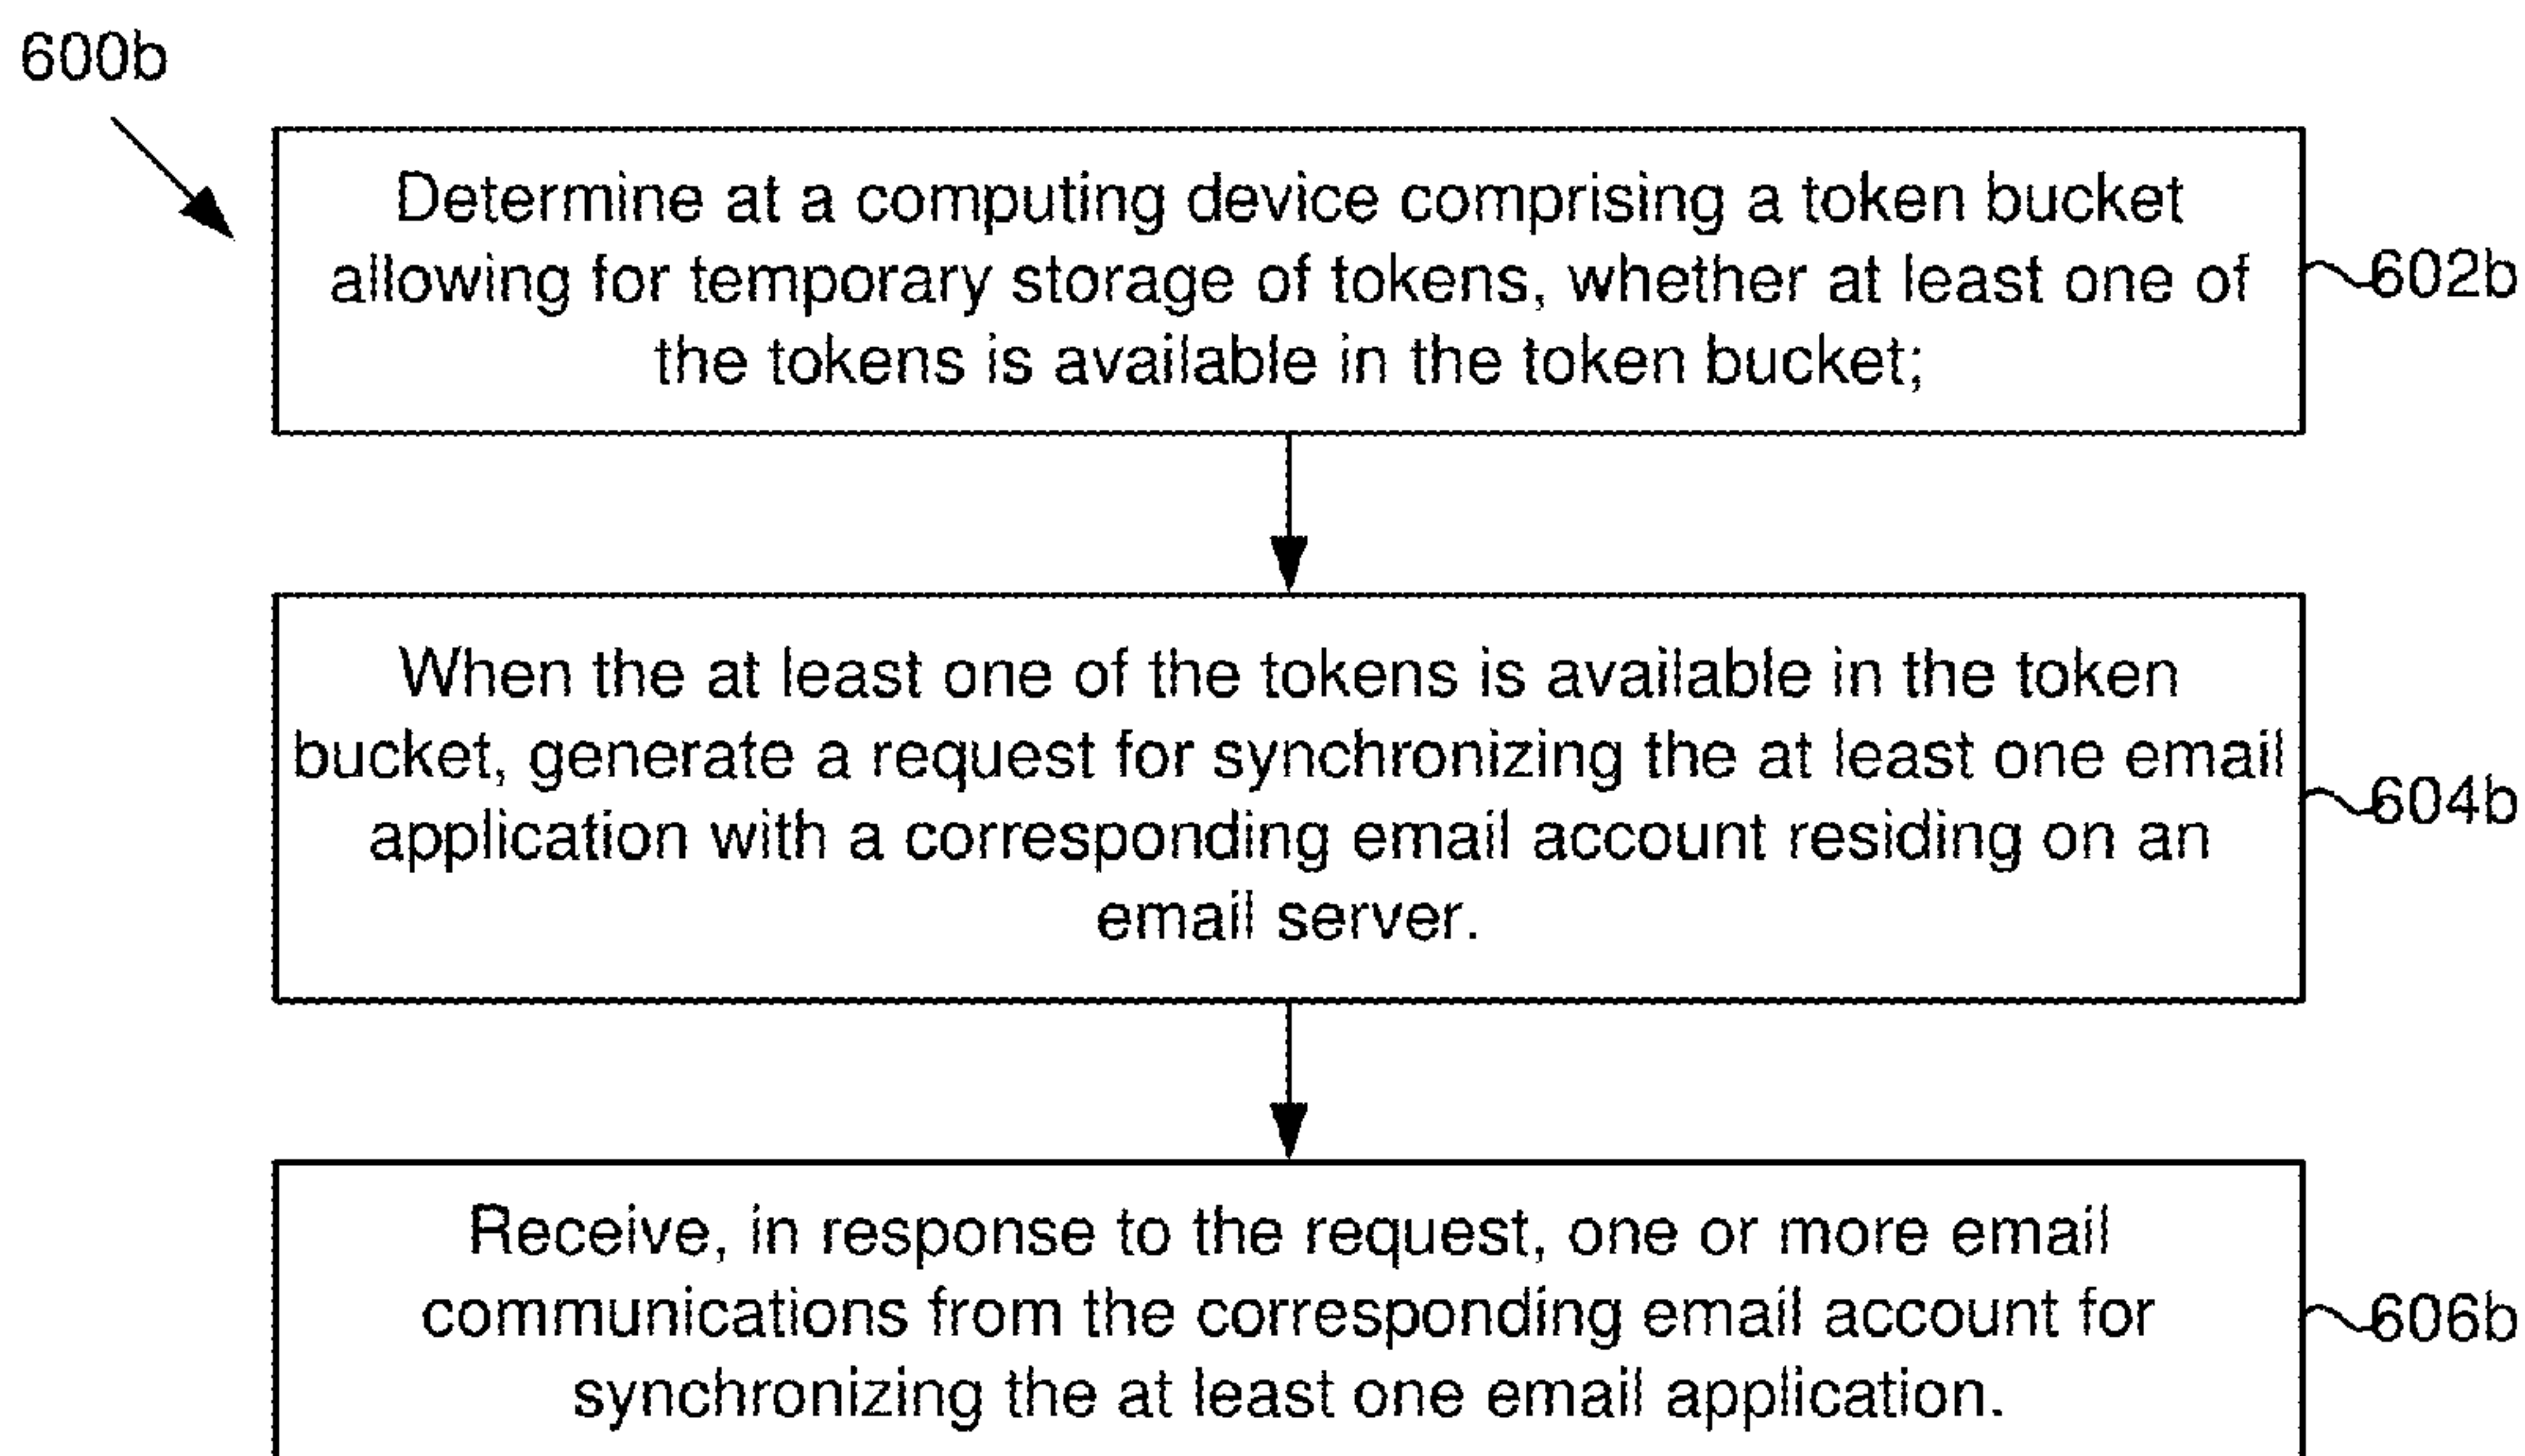 600b
Determine at a computing device comprising a token bucket
allowing for temporary storage of tokens, whether at least one of
the tokens is available in the token bucket;
602b
When the at least one of the tokens is available in the token
bucket, generate a request for synchronizing the at least one email
application with a corresponding email account residing on an
email server.
604b
Receive, in response to the request, one or more email
communications from the corresponding email account for
synchronizing the at least one email application.
606b